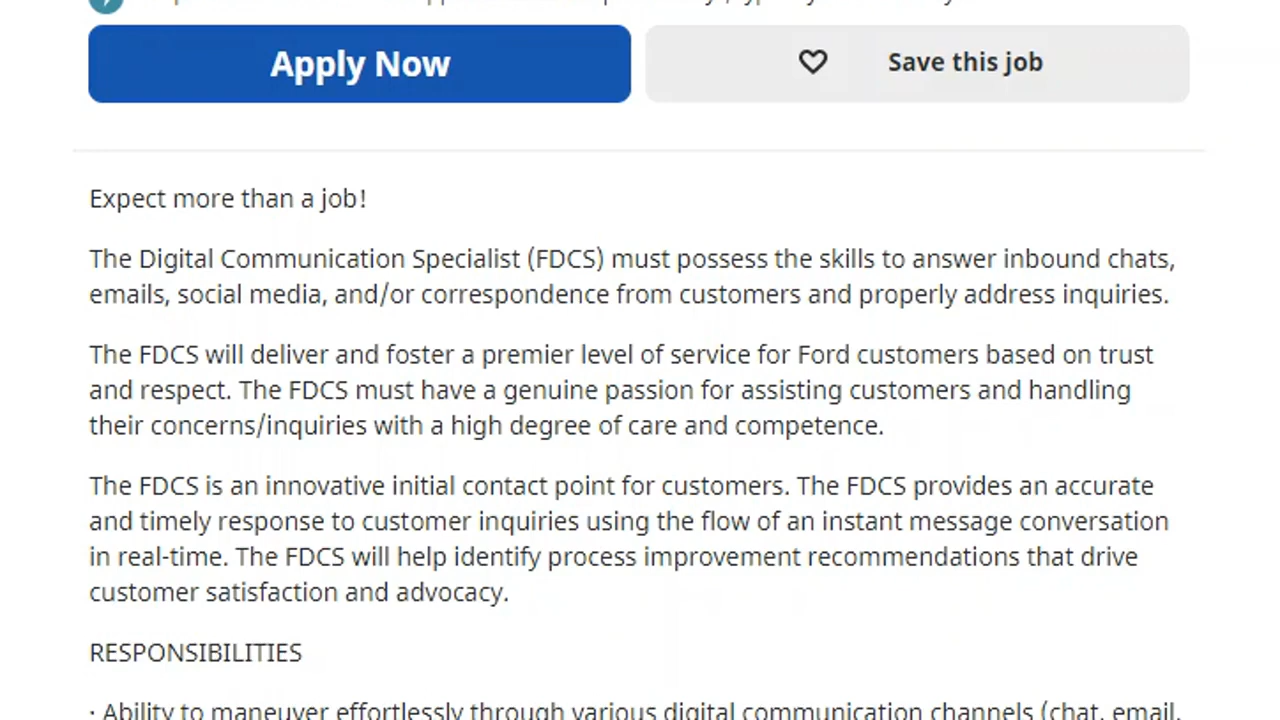 Apply Now
Save this job
Expect more than a job!
The Digital Communication Specialist (FDCS) must possess the skills to answer inbound chats,
emails, social media, and/or correspondence from customers and properly address inquiries.
The FDCS will deliver and foster a premier level of service for Ford customers based on trust
and respect. The FDCS must have a genuine passion for assisting customers and handling
their concerns/inquiries with a high degree of care and competence.
The FDCS is an innovative initial contact point for customers. The FDCS provides an accurate
and timely response to customer inquiries using the flow of an instant message conversation
in real-time. The FDCS will help identify process improvement recommendations that drive
customer satisfaction and advocacy.
RESPONSIBILITIES
· Ability to maneuver effortlessly through various digital communication channels (chat, email,